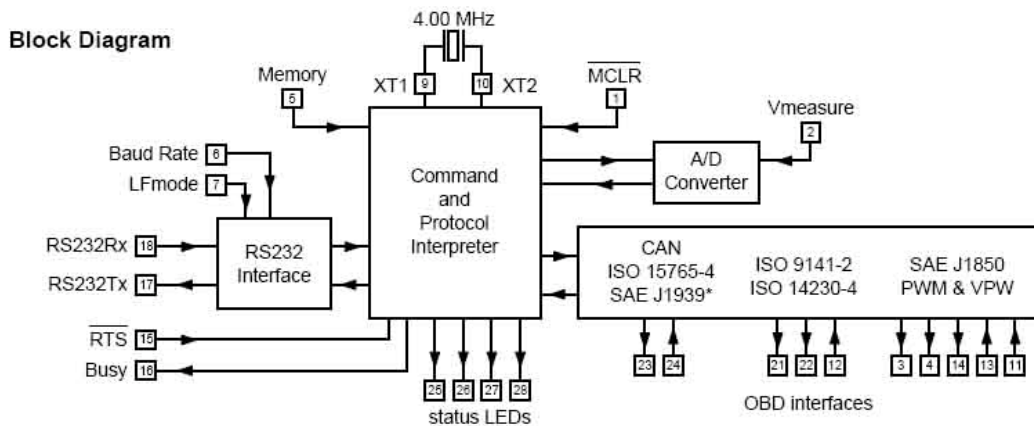 Block Diagram
4.00 MHz
Memory
5
XT1
9
10
XT2
MCLR
1
Vmeasure
2
Baud Rate
6
LFmode
7
A/D
Converter
Command
and
Protocol
Interpreter
RS232Rx
18
RS232Tx
17
RS232
Interface
CAN
ISO 15765-4
SAE J1939*
ISO 9141-2
ISO 14230-4
SAE J1850
PWM & VPW
RTS
15
Busy
16
25
26
27
28
status LEDs
23
24
21
22
12
3
4
14
13
11
OBD interfaces